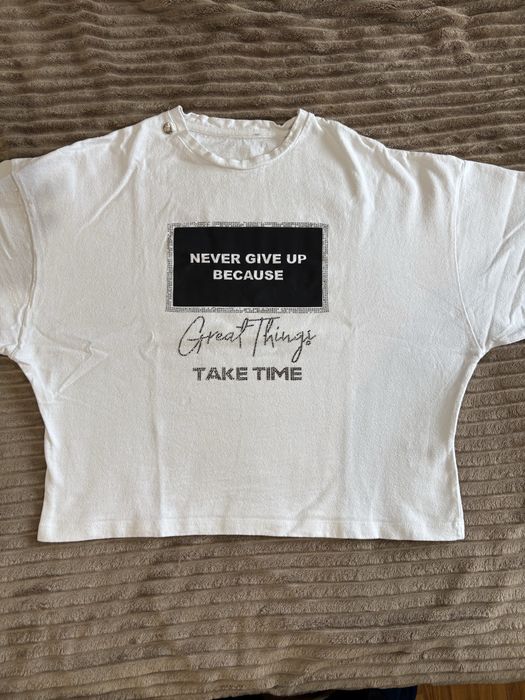 NEVER GIVE UP
BECAUSE
Great Things
TAKE TIME